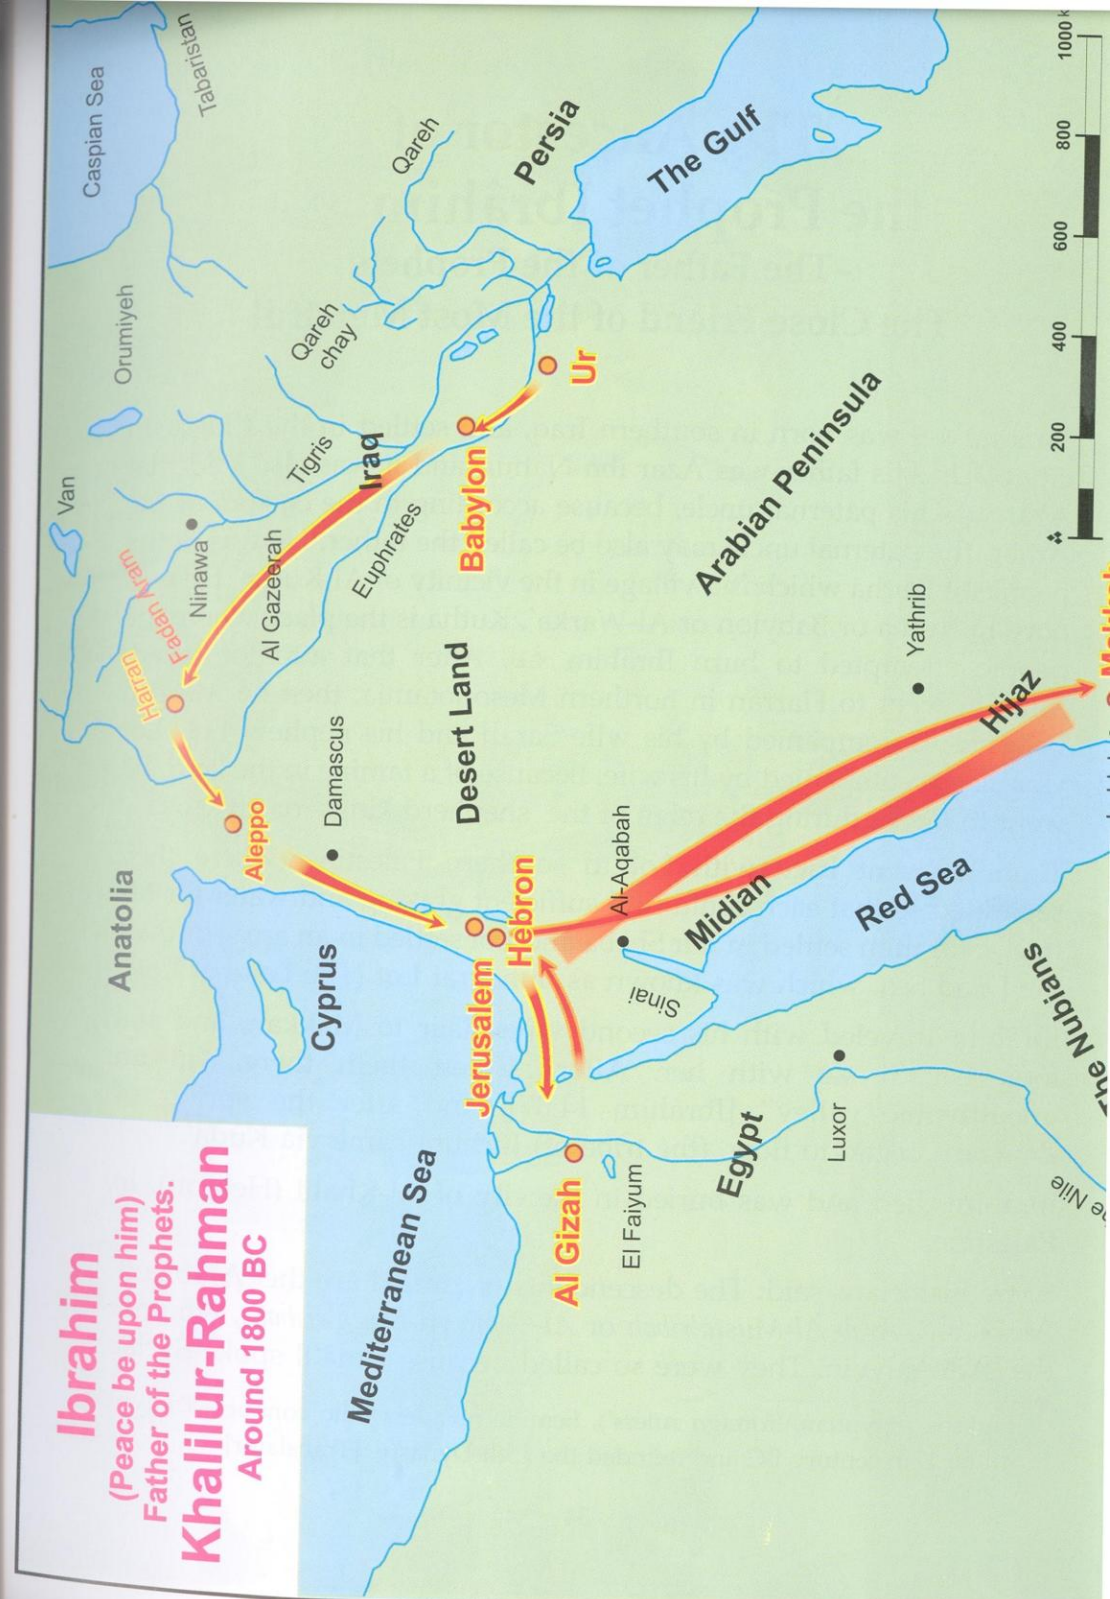 Ibrahim
(Peace be upon him)
Father of the Prophets.
Khalilur-Rahman
Around 1800 BC
Anatolia
Van
Orumiyeh
Caspian Sea
Tabaristan
Harran
Fadan Aram
Ninawa
Tigris
Qareh
chay
Qareh
Al Gazeerah
Iraq
Euphrates
Persia
Aleppo
Cyprus
Damascus
Babylon
Ur
The Gulf
Mediterranean Sea
Jerusalem
Hebron
Desert Land
Al Gizah
El Faiyum
Sinai
Al-Aqabah
Arabian Peninsula
Egypt
Midian
Luxor
Red Sea
Yathrib
Hijaz
The Nubians
200
400
600
800
1000 k